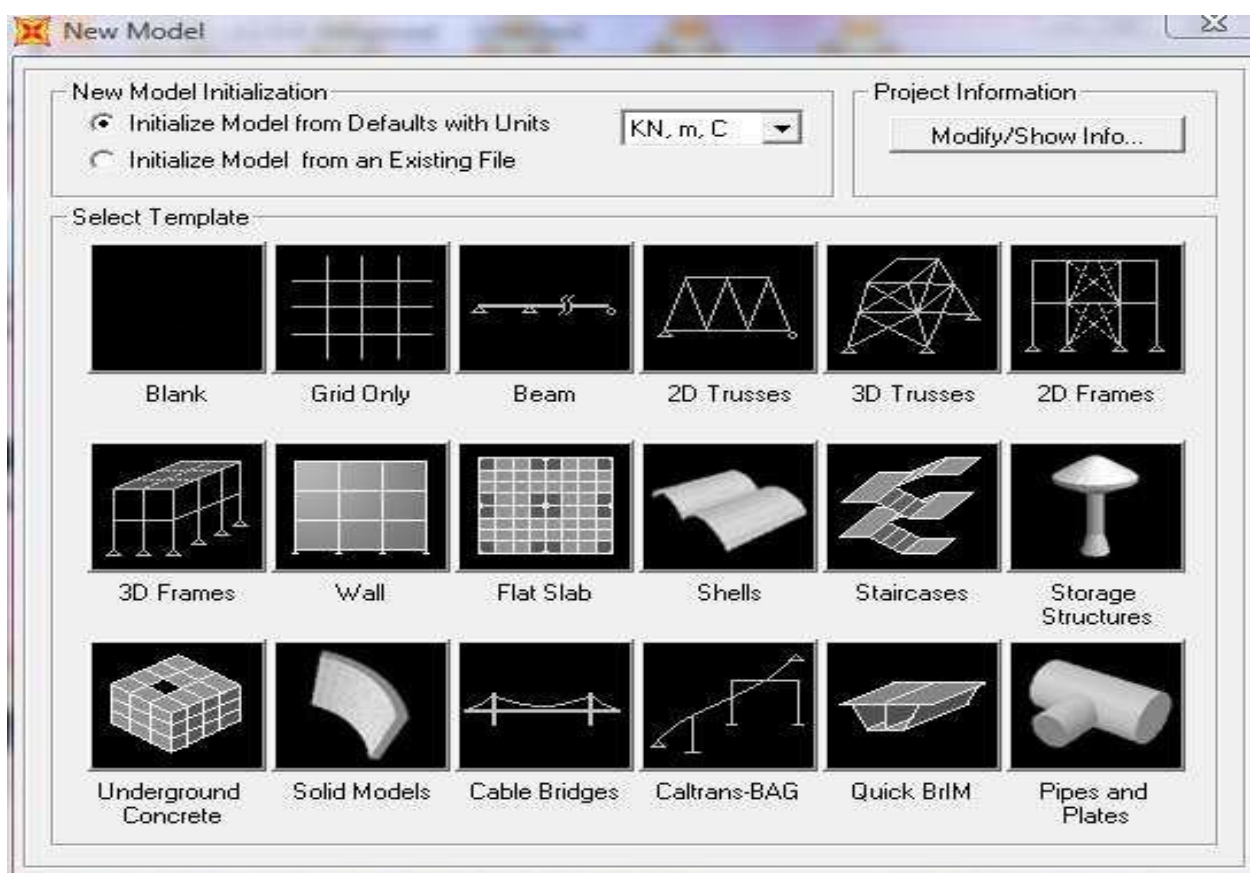 New Model
New Model Initialization
Initialize Model from Defaults with Units
KN, m, C
Initialize Model from an Existing File
Project Information
Modify/Show Info...
Select Template
Blank
Grid Only
Beam
2D Trusses
3D Trusses
2D Frames
3D Frames
Wall
Flat Slab
Shells
Staircases
Storage
Structures
Underground
Concrete
Solid Models
Cable Bridges
Caltrans-BAG
Quick BrIM
Pipes and
Plates